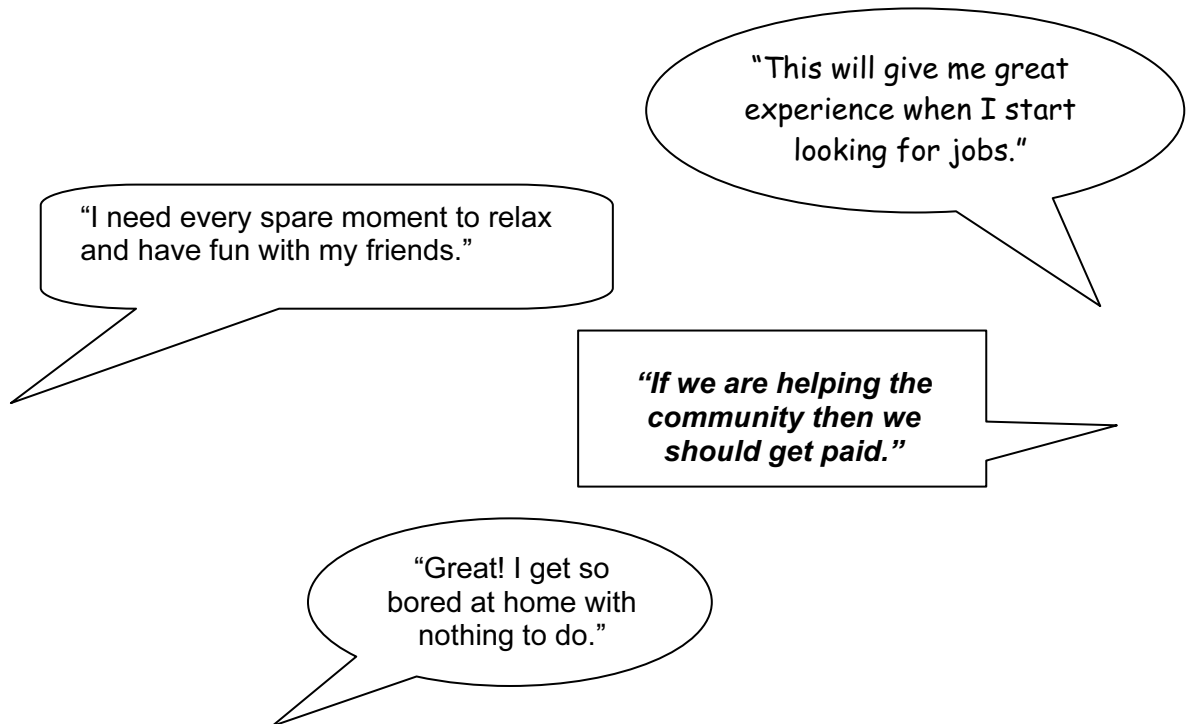 “This will give me great
experience when I start
looking for jobs.”
“I need every spare moment to relax
and have fun with my friends.”
“If we are helping the
community then we
should get paid.”
“Great! I get so
bored at home with
nothing to do.”